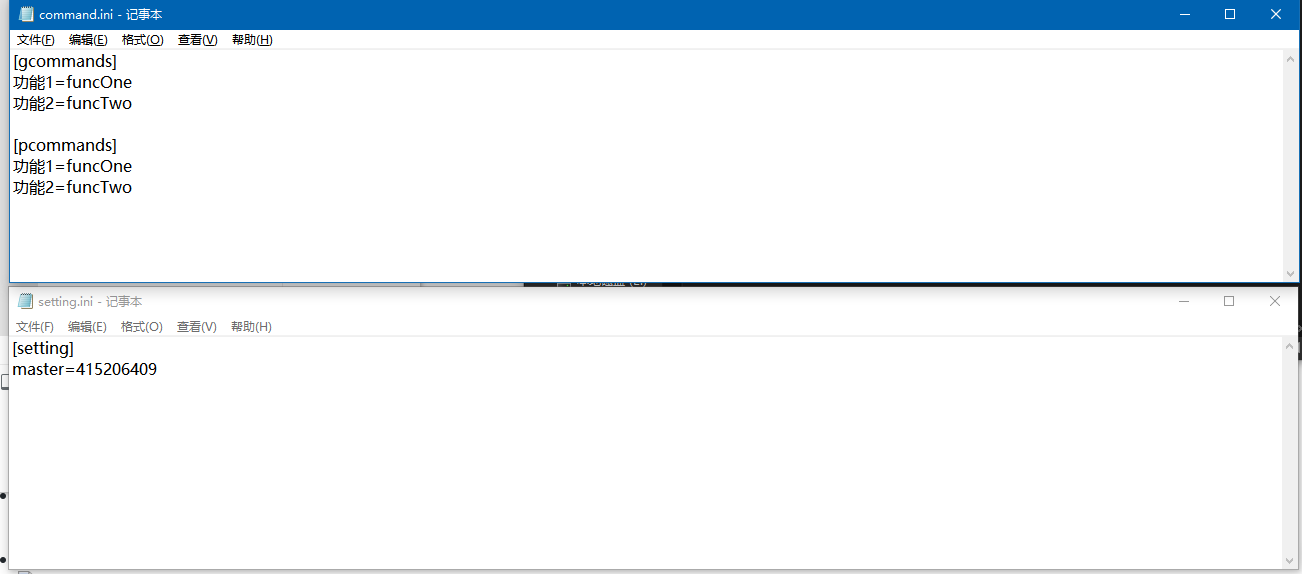 command.ini - 记事本
文件(F) 编辑(E) 格式(O) 查看(V) 帮助(H)
[gcommands]
功能1=funcOne
功能2=funcTwo
[pcommands]
功能1=funcOne
功能2=funcTwo
setting.ini - 记事本
文件(F) 编辑(E) 格式(O) 查看(V) 帮助(H)
[setting]
master=415206409